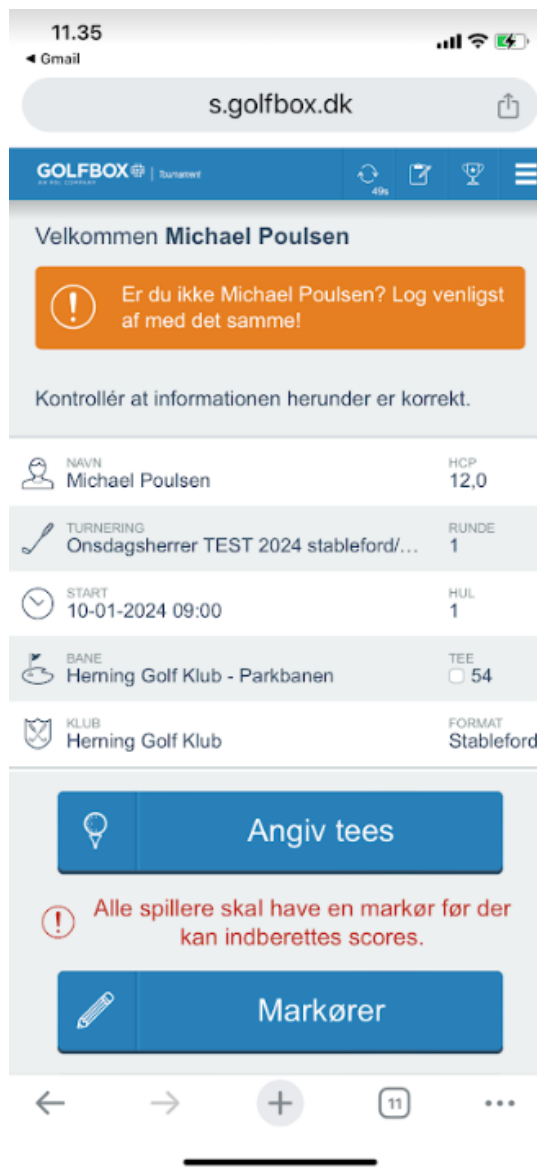 11.35
◀ Gmail
s.golfbox.dk
GOLFBOX | Tournament
AN RSL COMPANY
49s
Velkommen Michael Poulsen
Er du ikke Michael Poulsen? Log venligst
af med det samme!
Kontrollér at informationen herunder er korrekt.
NAVN HCP
Michael Poulsen 12,0
TURNERING RUNDE
Onsdagsherrer TEST 2024 stableford/... 1
START HUL
10-01-2024 09:00 1
BANE TEE
Herning Golf Klub - Parkbanen 54
KLUB FORMAT
Herning Golf Klub Stableford
Angiv tees
Alle spillere skal have en markør før der
kan indberettes scores.
Markører
11